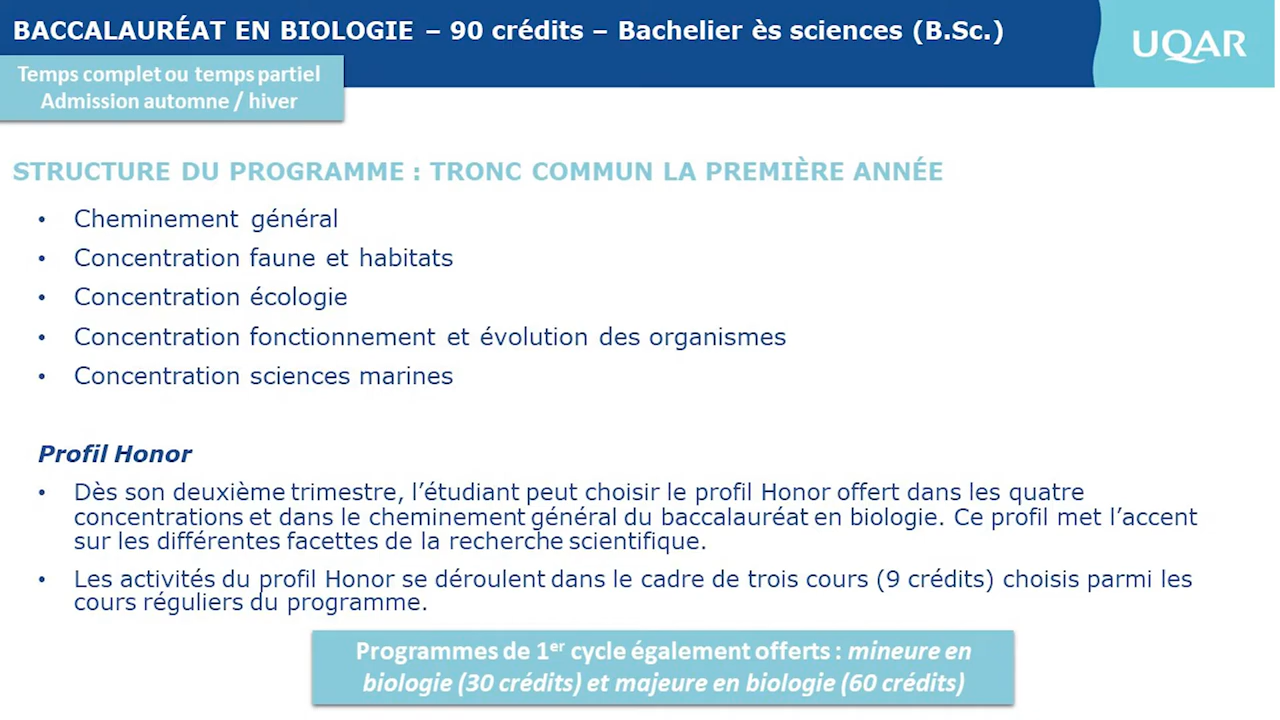 BACCALAURÉAT EN BIOLOGIE – 90 crédits – Bachelier ès sciences (B.Sc.)
UQAR
Temps complet ou temps partiel
Admission automne / hiver
STRUCTURE DU PROGRAMME : TRONC COMMUN LA PREMIÈRE ANNÉE
• Cheminement général
• Concentration faune et habitats
• Concentration écologie
• Concentration fonctionnement et évolution des organismes
• Concentration sciences marines
Profil Honor
• Dès son deuxième trimestre, l’étudiant peut choisir le profil Honor offert dans les quatre
concentrations et dans le cheminement général du baccalauréat en biologie. Ce profil met l’accent
sur les différentes facettes de la recherche scientifique.
• Les activités du profil Honor se déroulent dans le cadre de trois cours (9 crédits) choisis parmi les
cours réguliers du programme.
Programmes de 1er cycle également offerts : mineure en
biologie (30 crédits) et majeure en biologie (60 crédits)